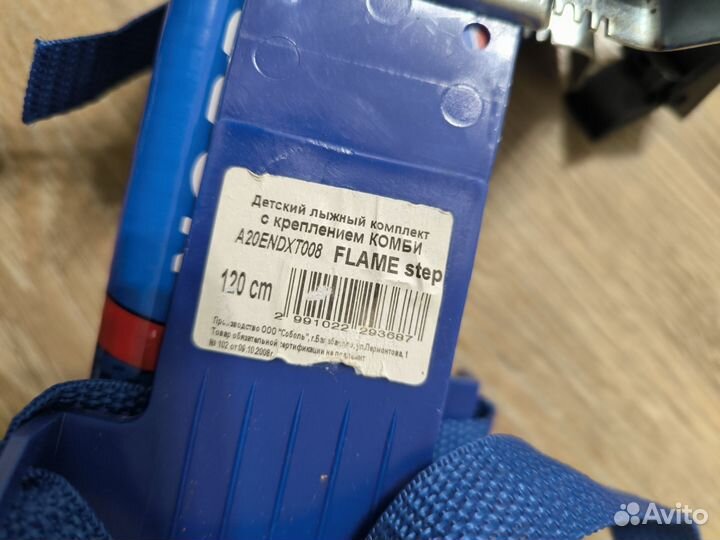 Детский лыжный комплект
с креплением КОМБИ
A20ENDXT008 FLAME step
120 cm
2 991022 293687
Производство ООО "Соболь", г.Балабаново, ул.Лермонтова, 1
Товар обязательной сертификации не подлежит
№ 102 от 09.10.2008г
Avito